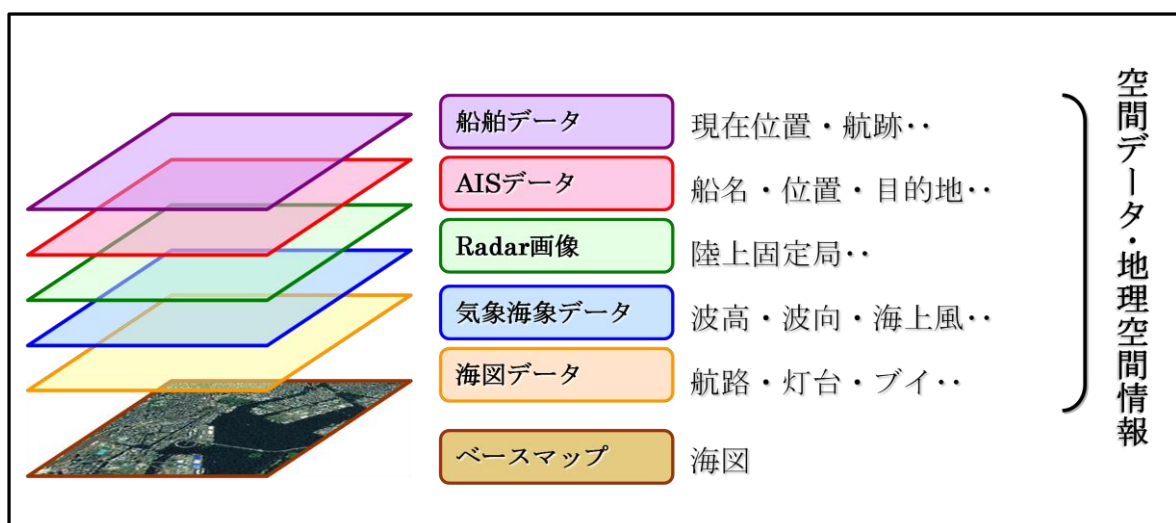 船舶データ 現在位置・航跡‥
AISデータ 船名・位置・目的地‥
Radar画像 陸上固定局‥
気象海象データ 波高・波向・海上風‥
海図データ 航路・灯台・ブイ‥
ベースマップ 海図
空間データ・地理空間情報